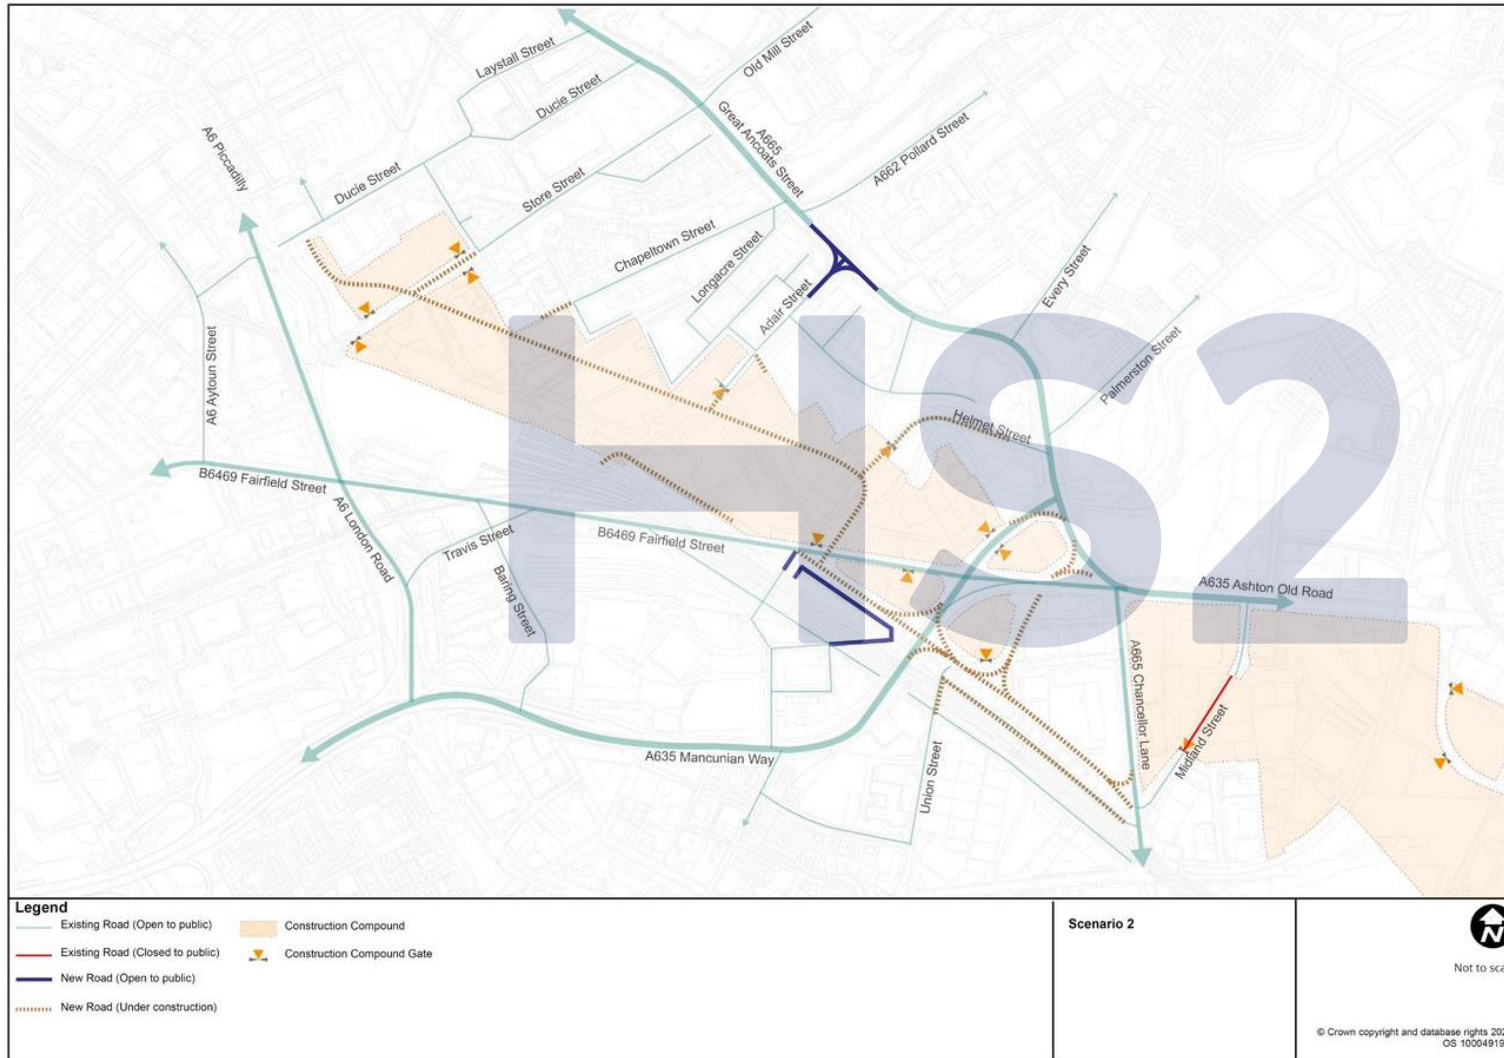 Laystall Street
Old Mill Street
Ducie Street
A665
Great Ancoats Street
A662 Pollard Street
A6 Piccadilly
Ducie Street
Store Street
Chapeltown Street
Longacre Street
Adair Street
Every Street
Palmerston Street
A6 Aytoun Street
Helmet Street
HS2
B6469 Fairfield Street
A6 London Road
Travis Street
B6469 Fairfield Street
Baring Street
A635 Ashton Old Road
A665 Chancellor Lane
Midland Street
A635 Mancunian Way
Union Street
Legend
Existing Road (Open to public)
Existing Road (Closed to public)
New Road (Open to public)
New Road (Under construction)
Construction Compound
Construction Compound Gate
Scenario 2
N
Not to sca
© Crown copyright and database rights 202
OS 10004919